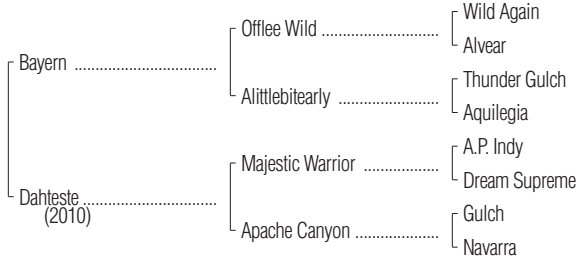 Wild Again
Offlee Wild ........................
Alvear
Bayern .............................
Thunder Gulch
Alittlebitearly ....................
Aquilegia
A.P. Indy
Majestic Warrior ................
Dream Supreme
Dahteste ...........................
(2010)
Gulch
Apache Canyon .................
Navarra